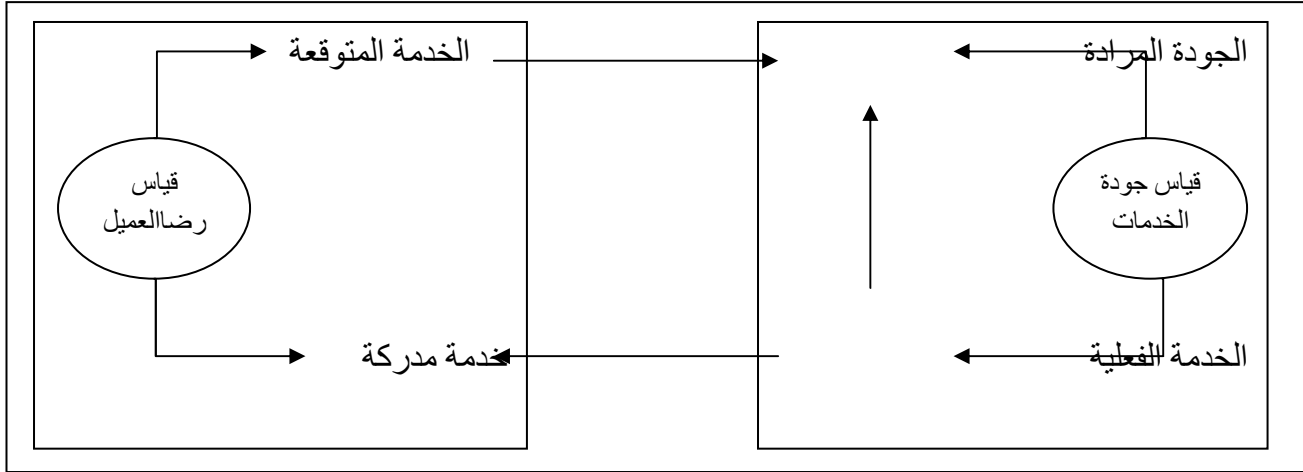 الجودة المرادة
الخدمة المتوقعة
قياس جودة
الخدمات
قياس
رضاالعميل
الخدمة الفعلية
خدمة مدركة